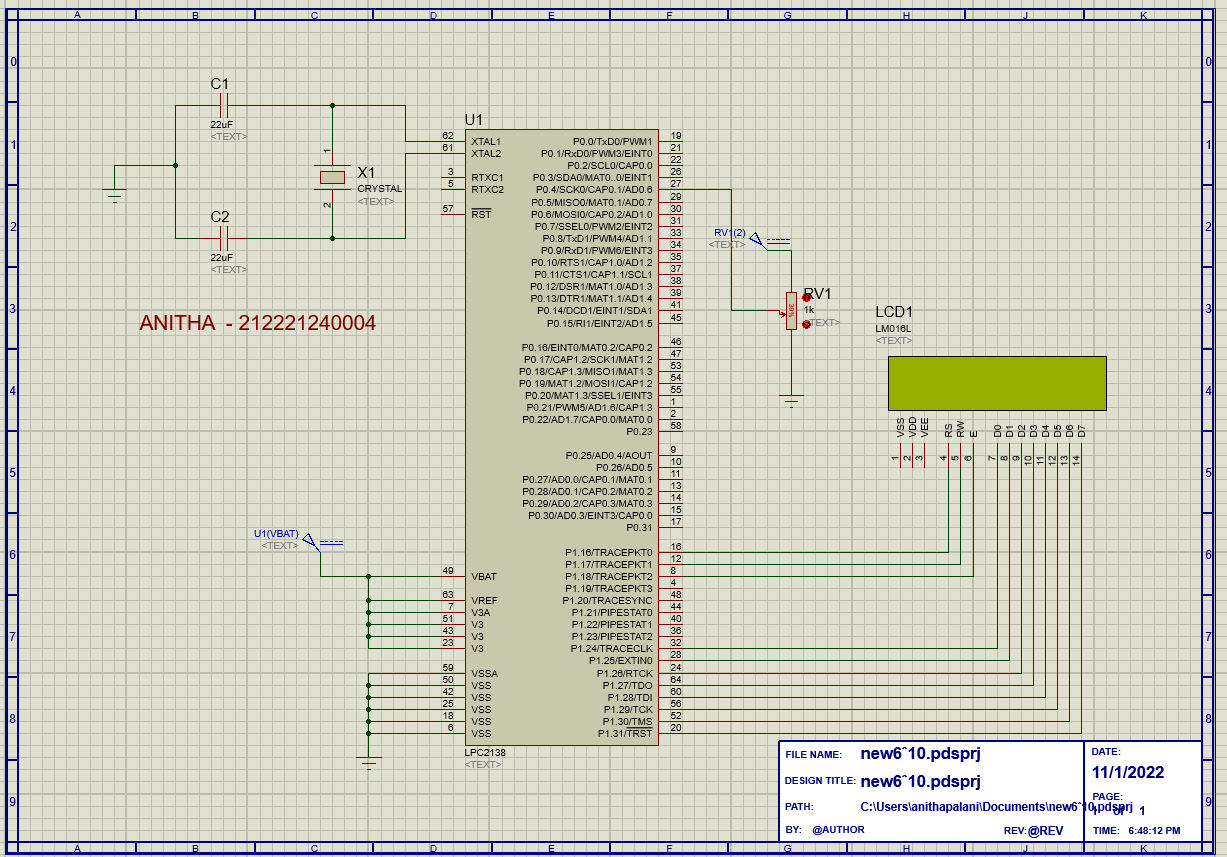 A B C D E F G H J K
0 0
1 1
2 2
3 3
4 4
5 5
6 6
7 7
8 8
9 9
C1
22uF
<TEXT>
X1
CRYSTAL
<TEXT>
1
2
C2
22uF
<TEXT>
ANITHA - 212221240004
U1
62 XTAL1
61 XTAL2
3 RTXC1
5 RTXC2
57 RST
U1(VBAT)
<TEXT>
49 VBAT
63 VREF
7 V3A
51 V3
43 V3
23 V3
59 VSSA
50 VSS
42 VSS
25 VSS
18 VSS
6 VSS
P0.0/TxD0/PWM1 19
P0.1/RxD0/PWM3/EINT0 21
P0.2/SCL0/CAP0.0 22
P0.3/SDA0/MAT0..0/EINT1 26
P0.4/SCK0/CAP0.1/AD0.6 27
P0.5/MISO0/MAT0.1/AD0.7 29
P0.6/MOSI0/CAP0.2/AD1.0 30
P0.7/SSEL0/PWM2/EINT2 31
P0.8/TxD1/PWM4/AD1.1 33
P0.9/RxD1/PWM6/EINT3 34
P0.10/RTS1/CAP1.0/AD1.2 35
P0.11/CTS1/CAP1.1/SCL1 37
P0.12/DSR1/MAT1.0/AD1.3 38
P0.13/DTR1/MAT1.1/AD1.4 39
P0.14/DCD1/EINT1/SDA1 41
P0.15/RI1/EINT2/AD1.5 45
P0.16/EINT0/MAT0.2/CAP0.2 46
P0.17/CAP1.2/SCK1/MAT1.2 47
P0.18/CAP1.3/MISO1/MAT1.3 53
P0.19/MAT1.2/MOSI1/CAP1.2 54
P0.20/MAT1.3/SSEL1/EINT3 55
P0.21/PWM5/AD1.6/CAP1.3 1
P0.22/AD1.7/CAP0.0/MAT0.0 2
P0.23 58
P0.25/AD0.4/AOUT 9
P0.26/AD0.5 10
P0.27/AD0.0/CAP0.1/MAT0.1 11
P0.28/AD0.1/CAP0.2/MAT0.2 13
P0.29/AD0.2/CAP0.3/MAT0.3 14
P0.30/AD0.3/EINT3/CAP0.0 15
P0.31 17
P1.16/TRACEPKT0 16
P1.17/TRACEPKT1 12
P1.18/TRACEPKT2 8
P1.19/TRACEPKT3 4
P1.20/TRACESYNC 48
P1.21/PIPESTAT0 44
P1.22/PIPESTAT1 40
P1.23/PIPESTAT2 36
P1.24/TRACECLK 32
P1.25/EXTIN0 28
P1.26/RTCK 24
P1.27/TDO 64
P1.28/TDI 60
P1.29/TCK 56
P1.30/TMS 52
P1.31/TRST 20
LPC2138
<TEXT>
RV1(2)
<TEXT>
RV1
1k
<TEXT>
LCD1
LM016L
<TEXT>
VSS VDD VEE RS RW E D0 D1 D2 D3 D4 D5 D6 D7
1 2 3 4 5 6 7 8 9 10 11 12 13 14
FILE NAME: new6^10.pdsprj
DESIGN TITLE: new6^10.pdsprj
PATH: C:\Users\anithapalani\Documents\new6^10.pdsprj
BY: @AUTHOR REV:@REV
DATE:
11/1/2022
PAGE:
1 of 1
TIME: 6:48:12 PM
A B C D E F G H J K